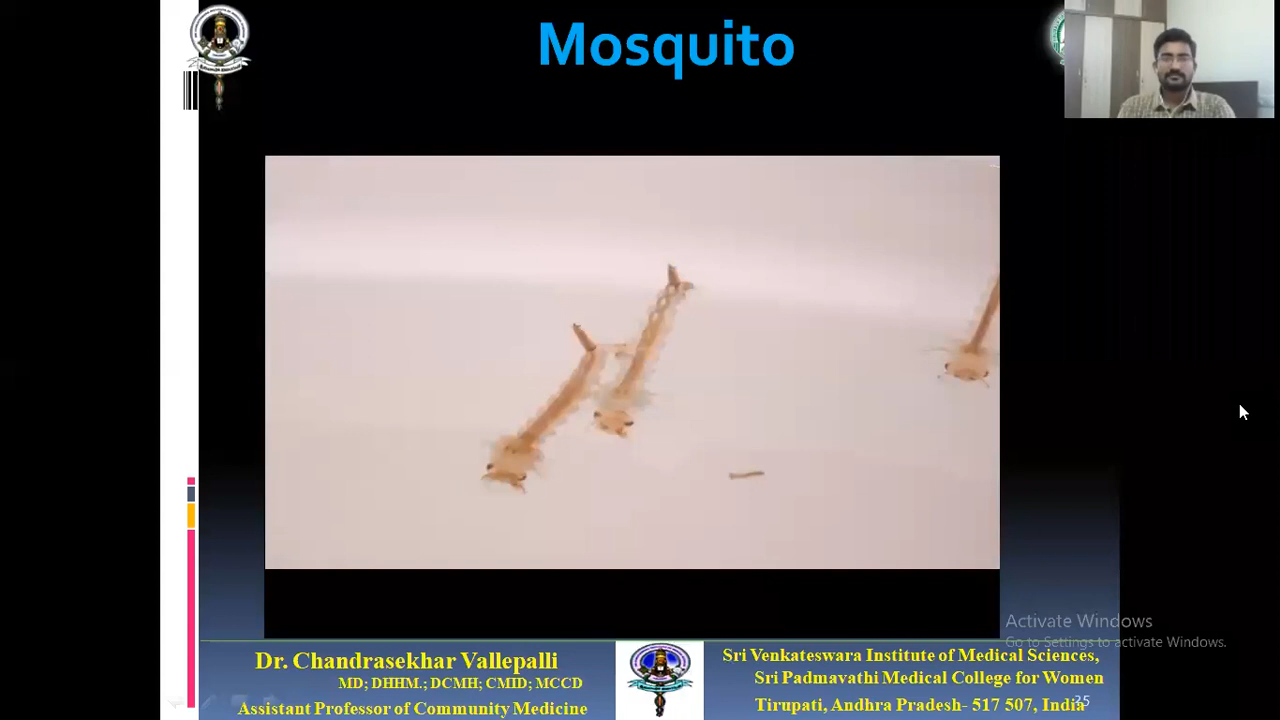 Mosquito
Activate Windows
Go to Settings to activate Windows.
Dr. Chandrasekhar Vallepalli
MD; DHHM.; DCMH; CMID; MCCD
Assistant Professor of Community Medicine
Sri Venkateswara Institute of Medical Sciences,
Sri Padmavathi Medical College for Women
Tirupati, Andhra Pradesh- 517 507, India
25